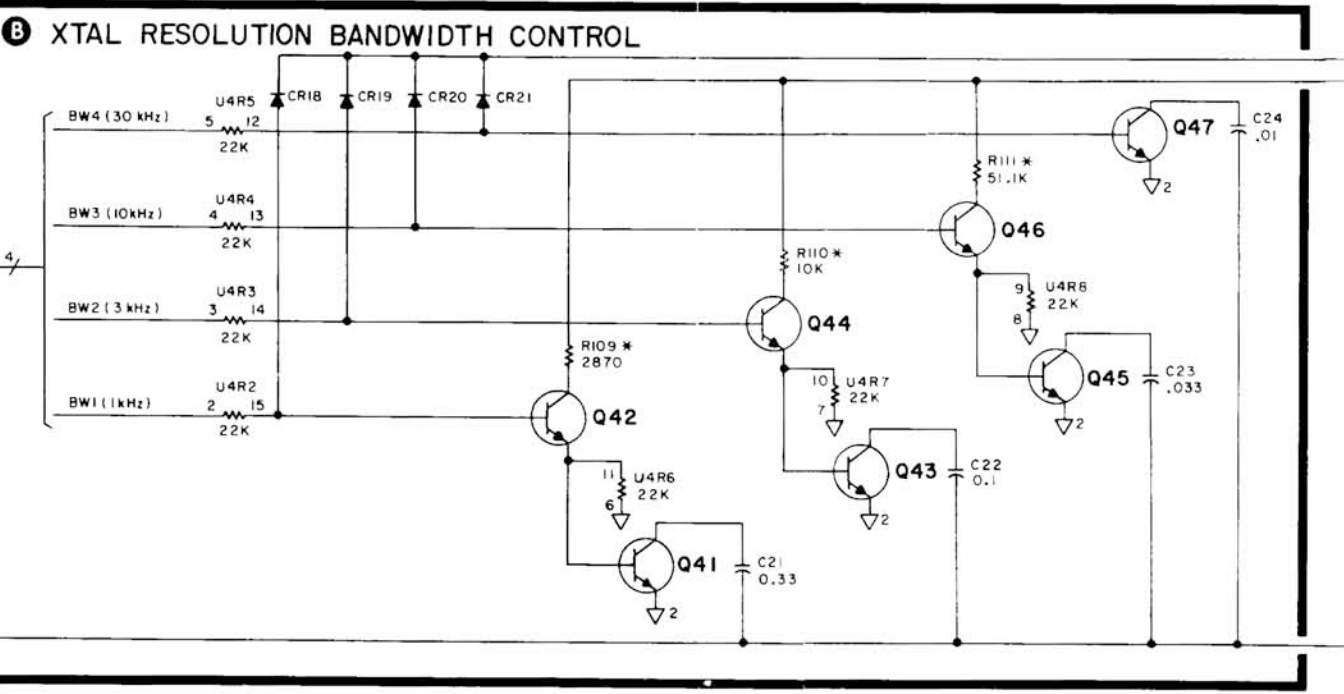 B XTAL RESOLUTION BANDWIDTH CONTROL
CR18
CR19
CR20
CR21
BW4 (30 kHz)
U4R5
5 12
22K
Q47
C24
.01
2
BW3 (10kHz)
U4R4
4 13
22K
R111 *
51.1K
Q46
4
R110 *
10K
9 U4R8
22K
8
BW2 (3 kHz)
U4R3
3 14
22K
Q44
R109 *
2870
Q45
C23
.033
2
10 U4R7
22K
7
BW1 (1kHz)
U4R2
2 15
22K
Q42
Q43
C22
0.1
2
11 U4R6
22K
6
Q41
C21
0.33
2